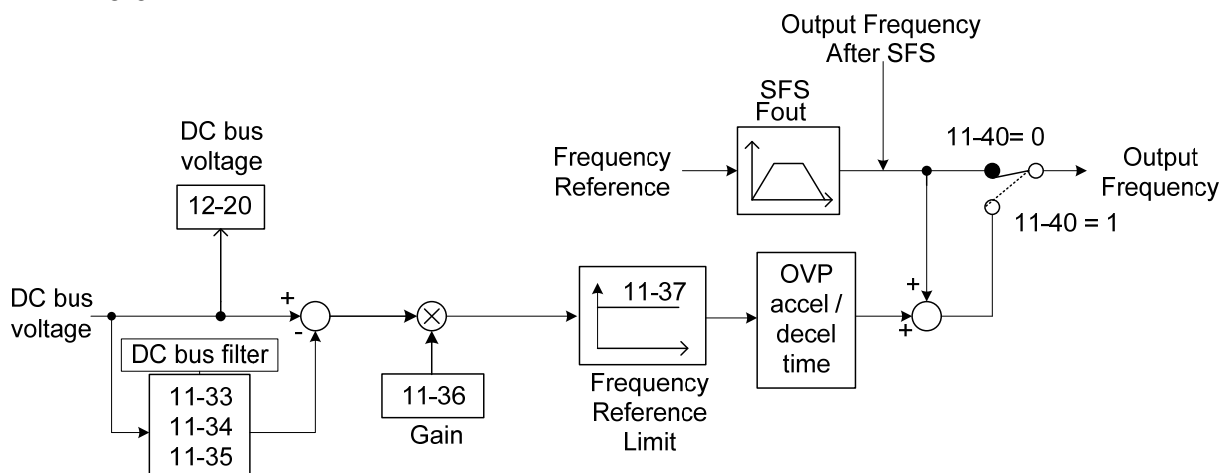 Output Frequency
After SFS
SFS
Fout
DC bus
voltage
12-20
Frequency
Reference
11-40= 0
Output
Frequency
11-40 = 1
DC bus
voltage
+
-
DC bus filter
11-33
11-34
11-35
11-36
Gain
11-37
Frequency
Reference
Limit
OVP
accel /
decel
time
+
+